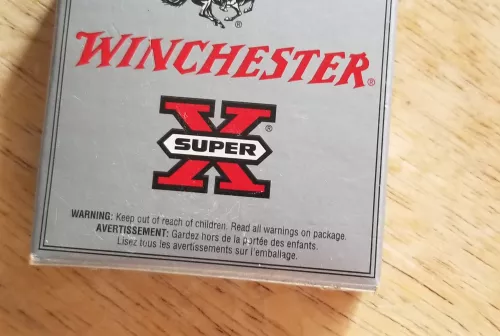 ®
WINCHESTER®
X®
SUPER
WARNING: Keep out of reach of children. Read all warnings on package.
AVERTISSEMENT: Gardez hors de la portée des enfants.
Lisez tous les avertissements sur l'emballage.